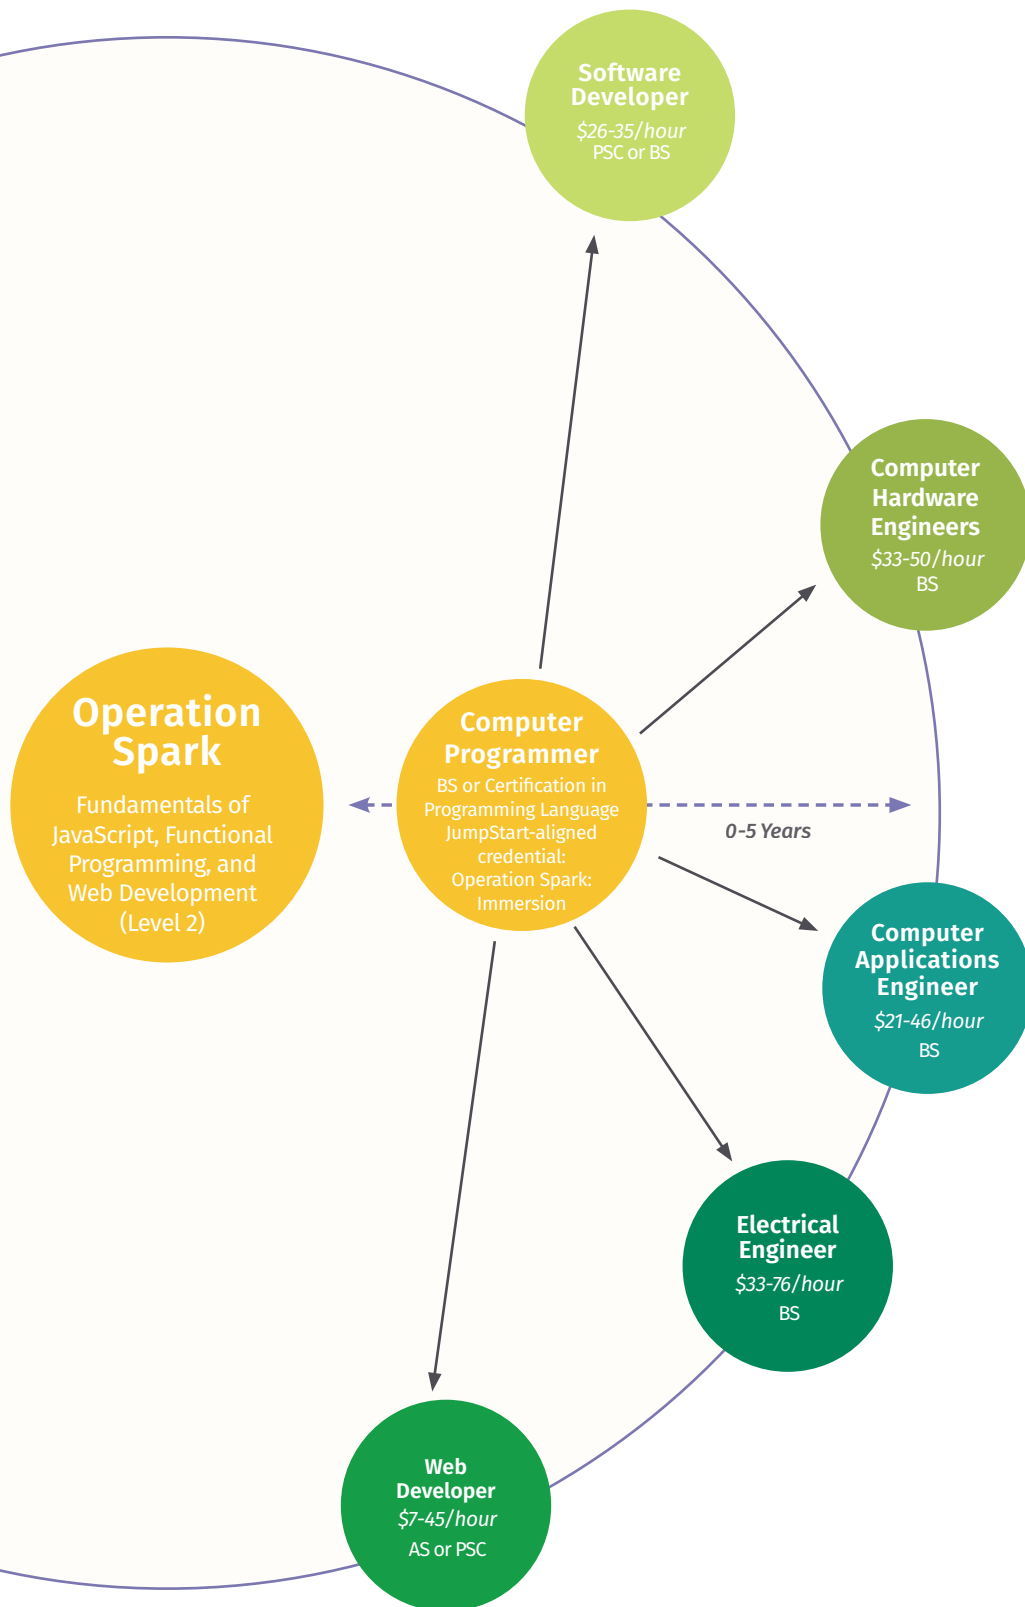 Software
Developer
$26-35/hour
PSC or BS
Computer
Hardware
Engineers
$33-50/hour
BS
Operation
Spark
Fundamentals of
JavaScript, Functional
Programming, and
Web Development
(Level 2)
Computer
Programmer
BS or Certification in
Programming Language
JumpStart-aligned
credential:
Operation Spark:
Immersion
0-5 Years
Computer
Applications
Engineer
$21-46/hour
BS
Electrical
Engineer
$33-76/hour
BS
Web
Developer
$7-45/hour
AS or PSC